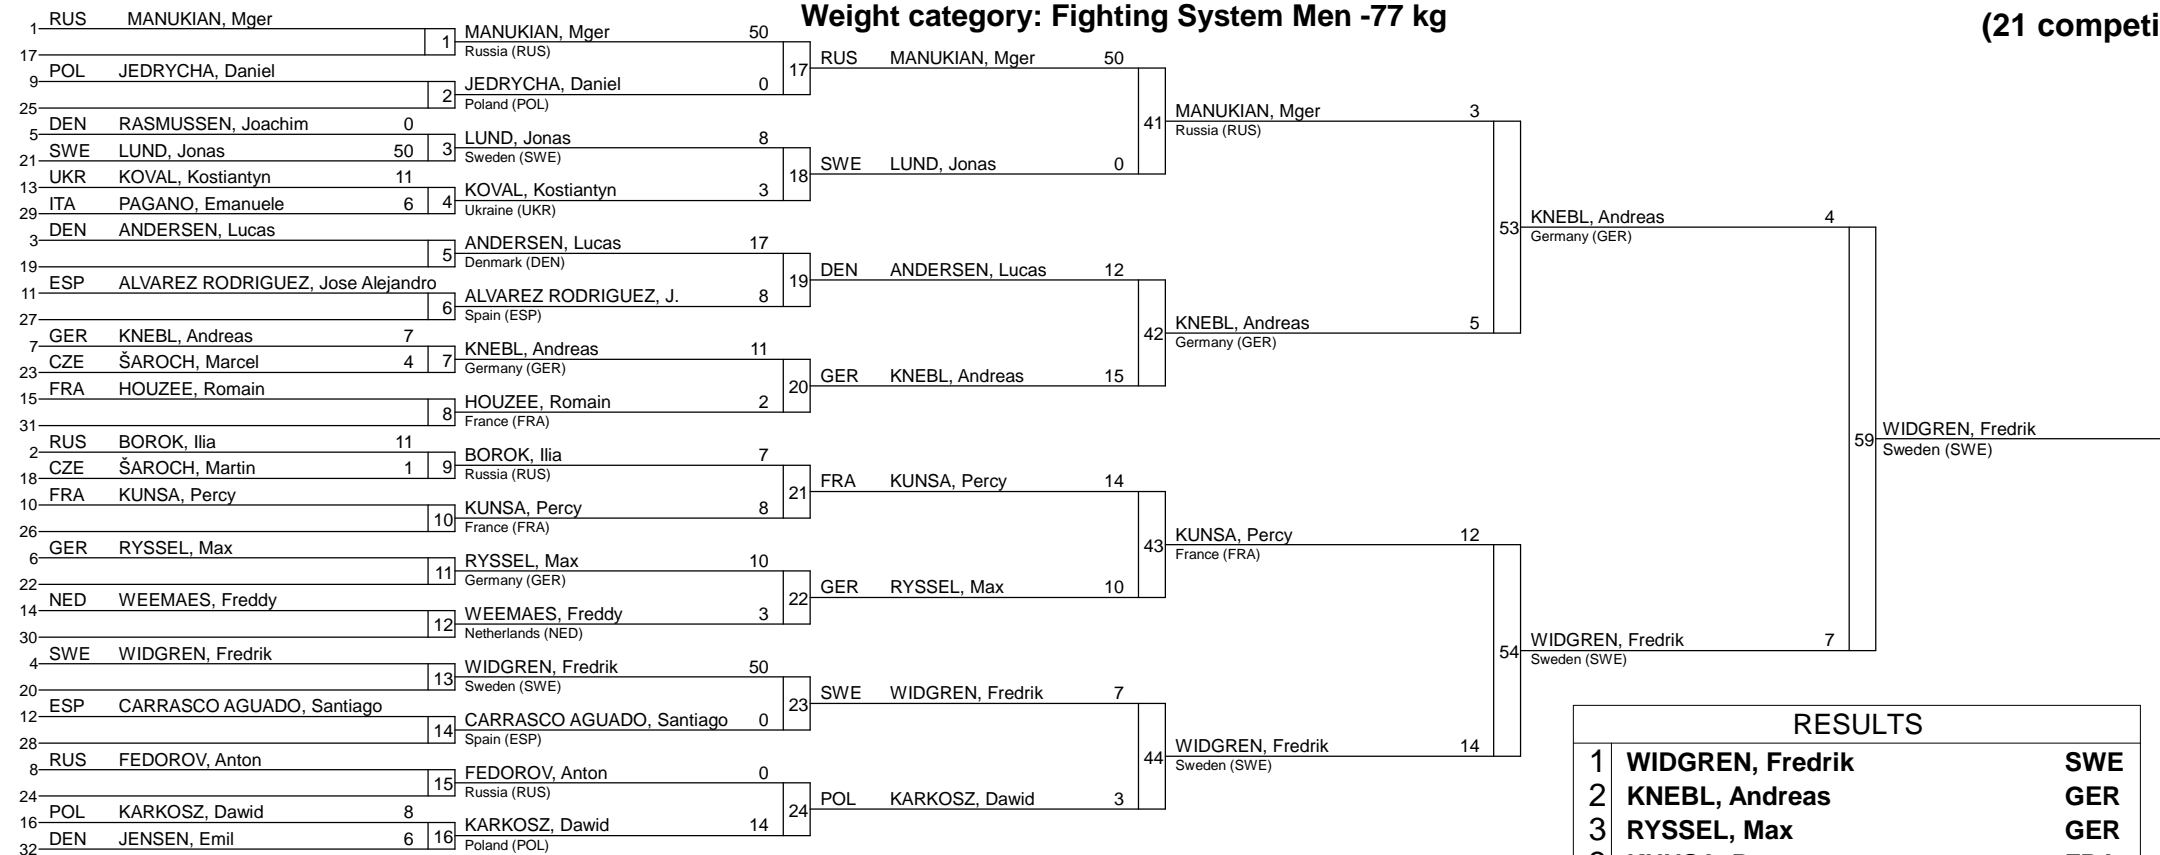 Weight category: Fighting System Men -77 kg
(21 competi
1 RUS MANUKIAN, Mger
17
9 POL JEDRYCHA, Daniel
25
5 DEN RASMUSSEN, Joachim 0
21 SWE LUND, Jonas 50
13 UKR KOVAL, Kostiantyn 11
29 ITA PAGANO, Emanuele 6
3 DEN ANDERSEN, Lucas
19
11 ESP ALVAREZ RODRIGUEZ, Jose Alejandro
27
7 GER KNEBL, Andreas 7
23 CZE ŠAROCH, Marcel 4
15 FRA HOUZEE, Romain
31
2 RUS BOROK, Ilia 11
18 CZE ŠAROCH, Martin 1
10 FRA KUNSA, Percy
26
6 GER RYSSEL, Max
22
14 NED WEEMAES, Freddy
30
4 SWE WIDGREN, Fredrik
20
12 ESP CARRASCO AGUADO, Santiago
28
8 RUS FEDOROV, Anton
24
16 POL KARKOSZ, Dawid 8
32 DEN JENSEN, Emil 6
1 MANUKIAN, Mger 50
Russia (RUS)
2 JEDRYCHA, Daniel 0
Poland (POL)
3 LUND, Jonas 8
Sweden (SWE)
4 KOVAL, Kostiantyn 3
Ukraine (UKR)
5 ANDERSEN, Lucas 17
Denmark (DEN)
6 ALVAREZ RODRIGUEZ, J. 8
Spain (ESP)
7 KNEBL, Andreas 11
Germany (GER)
8 HOUZEE, Romain 2
France (FRA)
9 BOROK, Ilia 7
Russia (RUS)
10 KUNSA, Percy 8
France (FRA)
11 RYSSEL, Max 10
Germany (GER)
12 WEEMAES, Freddy 3
Netherlands (NED)
13 WIDGREN, Fredrik 50
Sweden (SWE)
14 CARRASCO AGUADO, Santiago 0
Spain (ESP)
15 FEDOROV, Anton 0
Russia (RUS)
16 KARKOSZ, Dawid 14
Poland (POL)
17 RUS MANUKIAN, Mger 50
18 SWE LUND, Jonas 0
19 DEN ANDERSEN, Lucas 12
20 GER KNEBL, Andreas 15
21 FRA KUNSA, Percy 14
22 GER RYSSEL, Max 10
23 SWE WIDGREN, Fredrik 7
24 POL KARKOSZ, Dawid 3
41 MANUKIAN, Mger 3
Russia (RUS)
42 KNEBL, Andreas 5
Germany (GER)
43 KUNSA, Percy 12
France (FRA)
44 WIDGREN, Fredrik 14
Sweden (SWE)
53 KNEBL, Andreas 4
Germany (GER)
54 WIDGREN, Fredrik 7
Sweden (SWE)
59 WIDGREN, Fredrik
Sweden (SWE)
RESULTS
1 WIDGREN, Fredrik SWE
2 KNEBL, Andreas GER
3 RYSSEL, Max GER